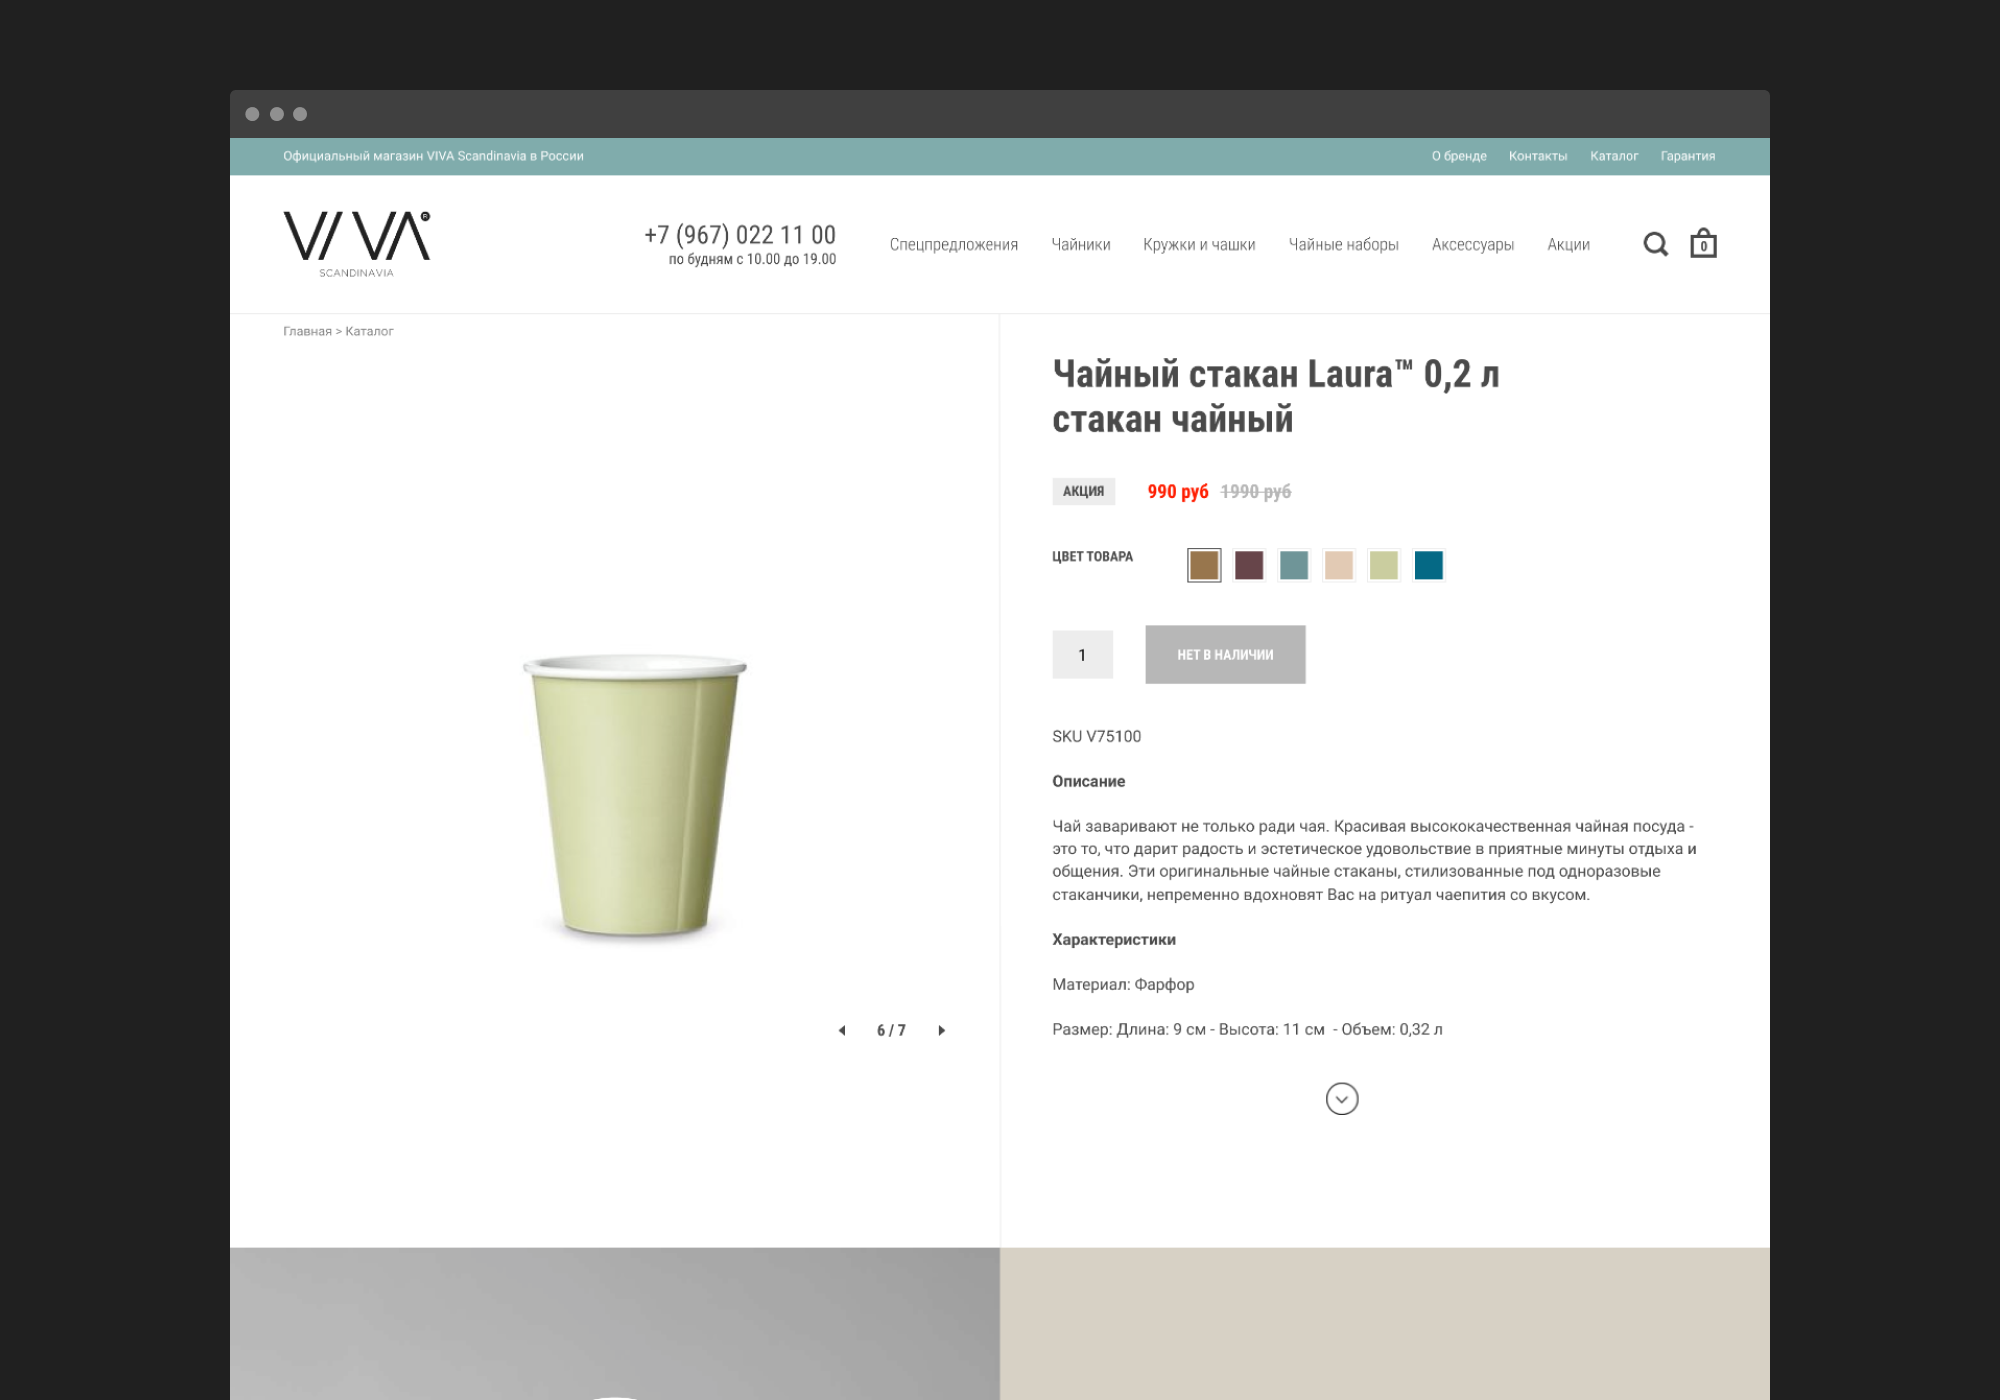 Официальный магазин VIVA Scandinavia в России
О бренде Контакты Каталог Гарантия
VIVA®
SCANDINAVIA
+7 (967) 022 11 00
по будням с 10.00 до 19.00
Спецпредложения Чайники Кружки и чашки Чайные наборы Аксессуары Акции
0
Главная > Каталог
Чайный стакан Laura™ 0,2 л
стакан чайный
АКЦИЯ 990 руб 1990 руб
ЦВЕТ ТОВАРА
1 НЕТ В НАЛИЧИИ
SKU V75100
Описание
Чай заваривают не только ради чая. Красивая высококачественная чайная посуда -
это то, что дарит радость и эстетическое удовольствие в приятные минуты отдыха и
общения. Эти оригинальные чайные стаканы, стилизованные под одноразовые
стаканчики, непременно вдохновят Вас на ритуал чаепития со вкусом.
Характеристики
Материал: Фарфор
Размер: Длина: 9 см - Высота: 11 см - Объем: 0,32 л
6 / 7